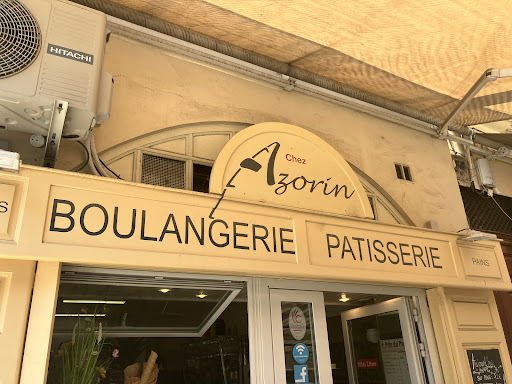 HITACHI
Chez
Azorin
BOULANGERIE PATISSERIE
PAINS